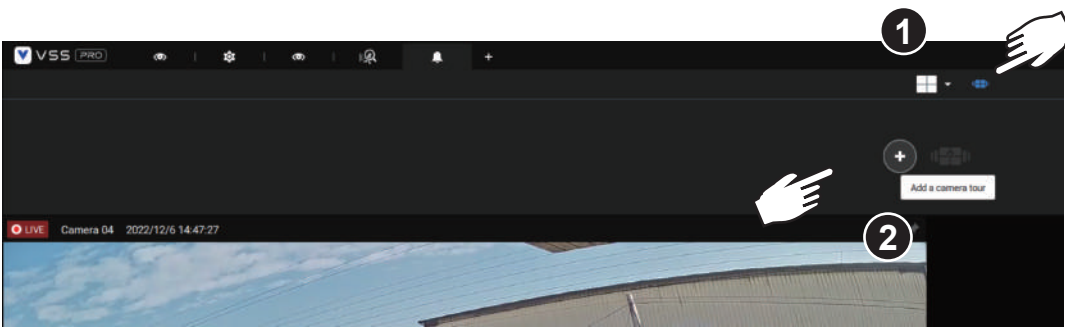 1
VSS PRO
+
+
Add a camera tour
LIVE Camera 04 2022/12/6 14:47:27
2